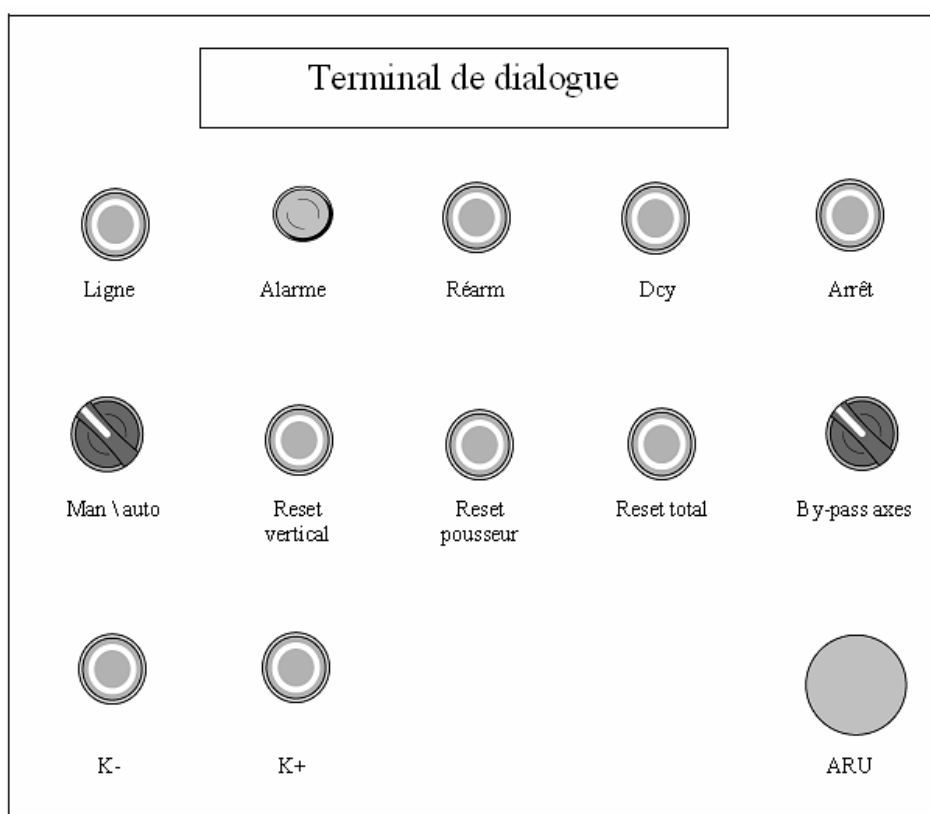 Terminal de dialogue
Ligne
Alarme
Réarm
Dcy
Arrêt
Man \ auto
Reset
vertical
Reset
pousseur
Reset total
By-pass axes
K-
K+
ARU